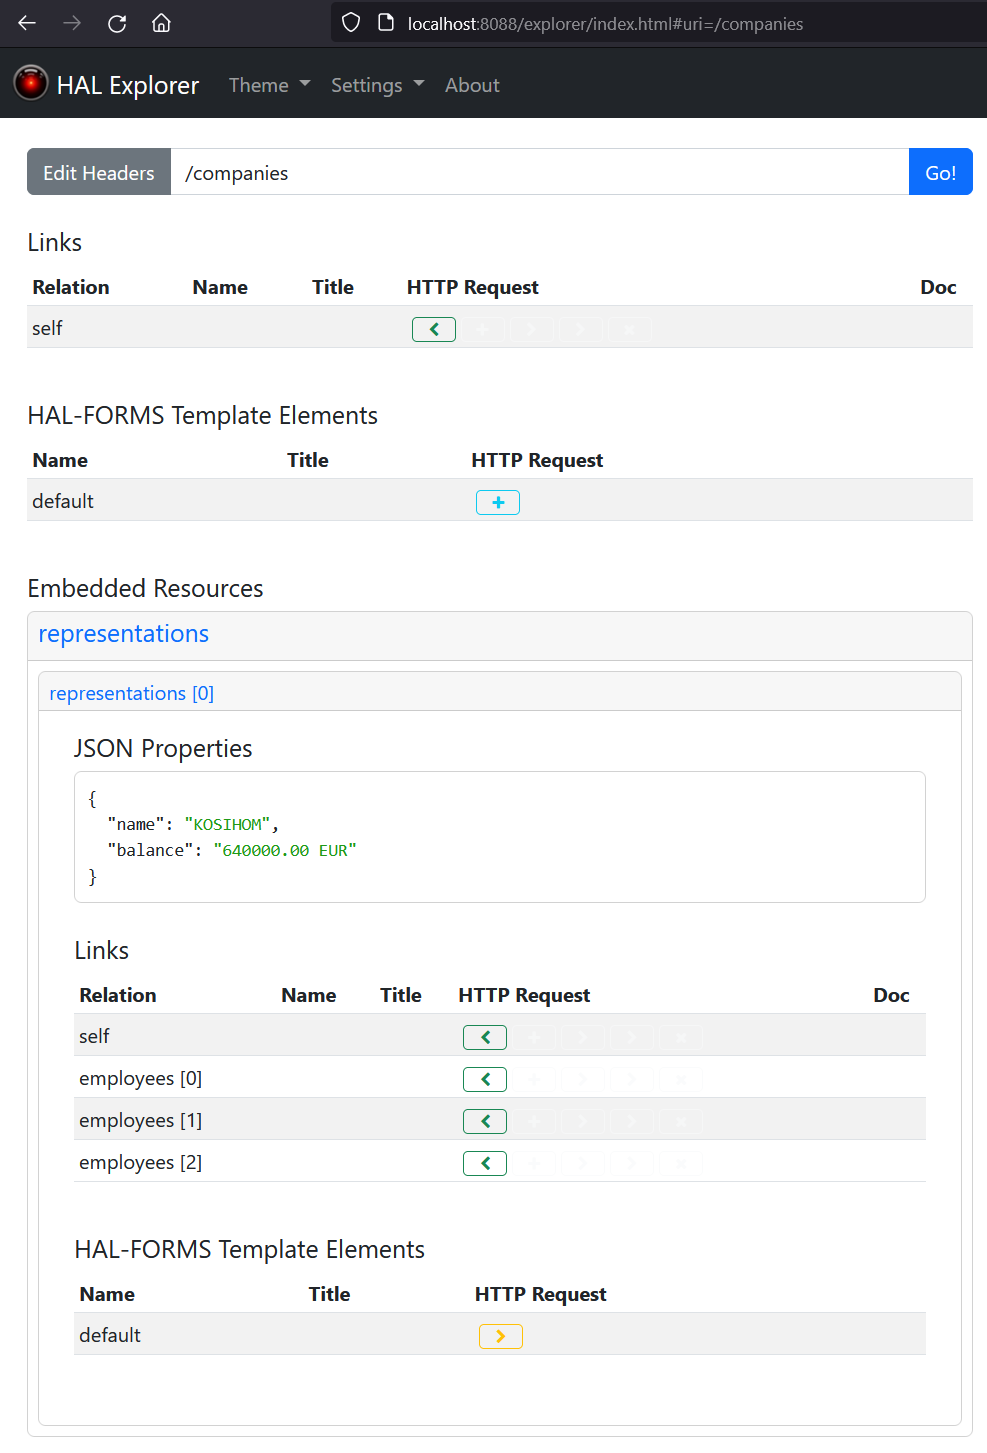 localhost:8088/explorer/index.html#uri=/companies
HAL Explorer Theme Settings About
Edit Headers /companies Go!
Links
Relation Name Title HTTP Request Doc
self
HAL-FORMS Template Elements
Name Title HTTP Request
default
Embedded Resources
representations
representations [0]
JSON Properties
{
"name": "KOSIHOM",
"balance": "640000.00 EUR"
}
Links
Relation Name Title HTTP Request Doc
self
employees [0]
employees [1]
employees [2]
HAL-FORMS Template Elements
Name Title HTTP Request
default